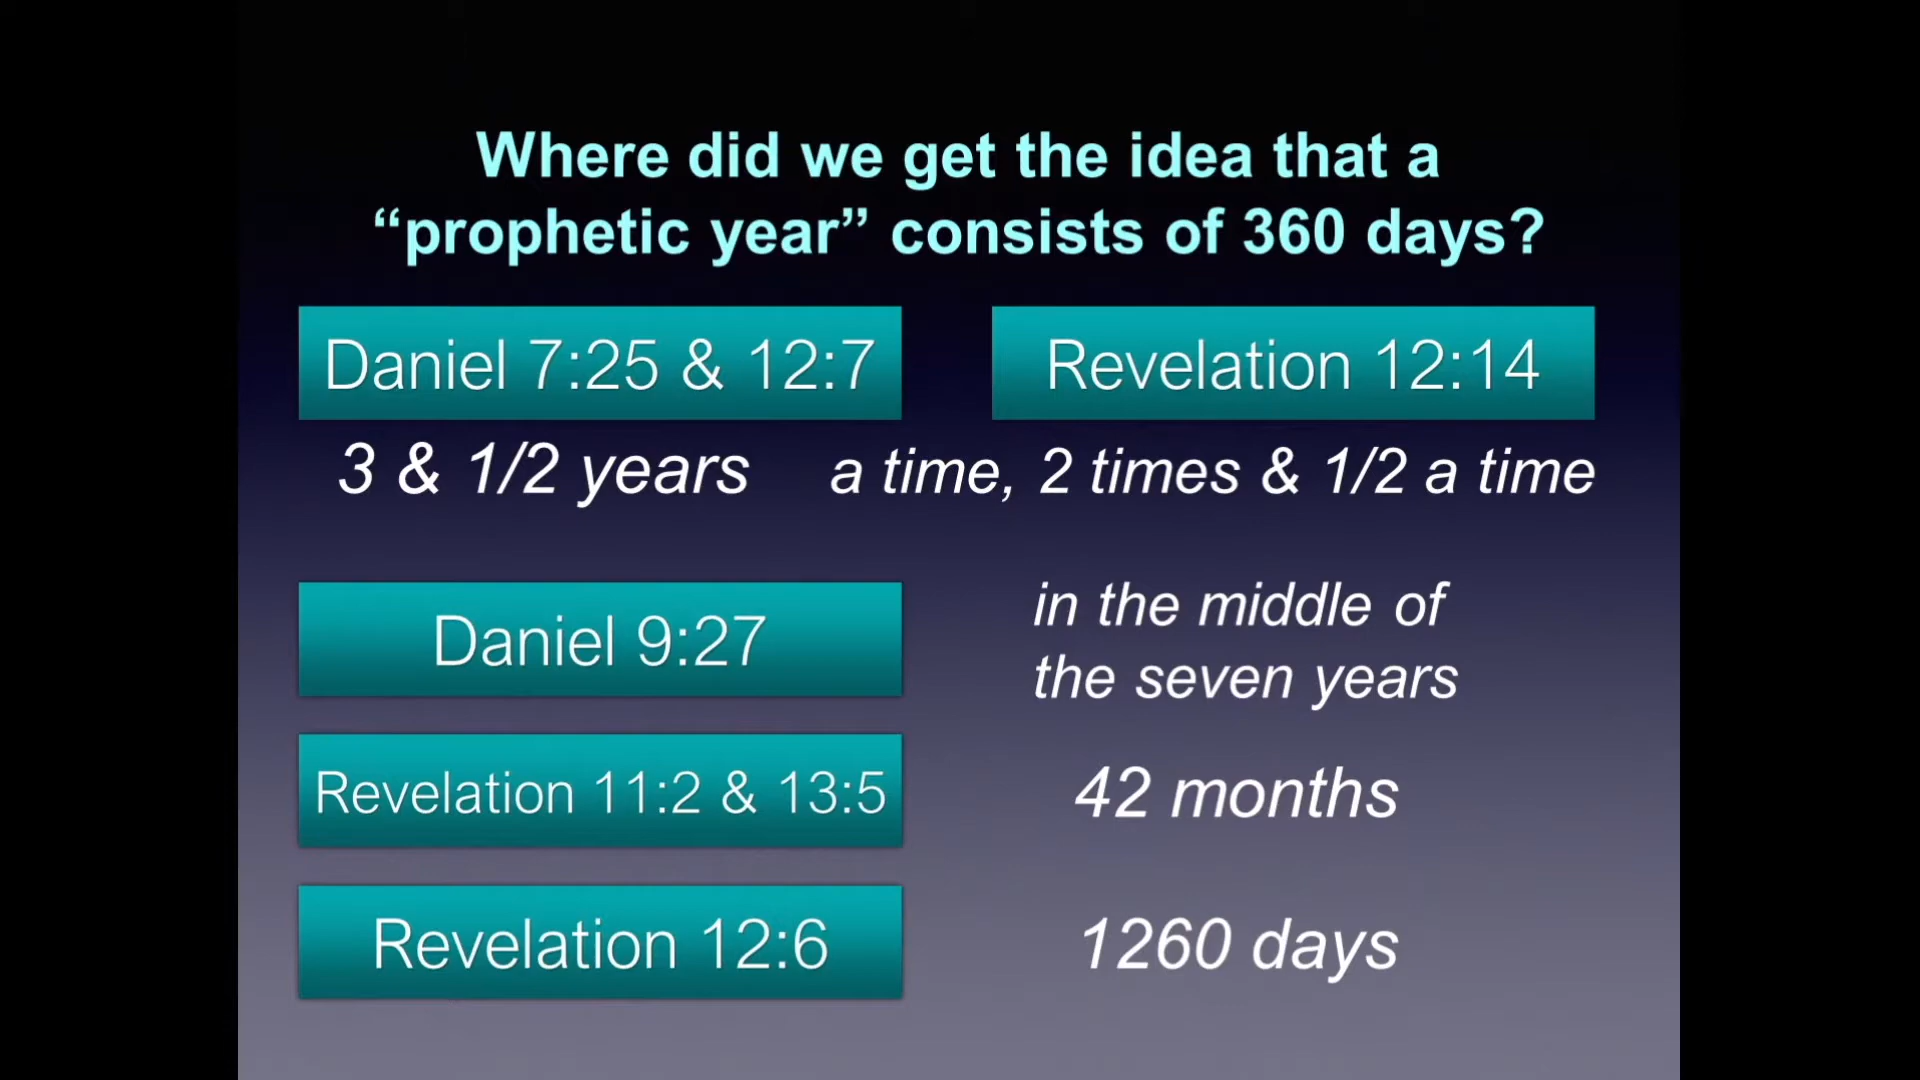 Where did we get the idea that a
“prophetic year” consists of 360 days?
Daniel 7:25 & 12:7
Revelation 12:14
3 & 1/2 years
a time, 2 times & 1/2 a time
Daniel 9:27
in the middle of
the seven years
Revelation 11:2 & 13:5
42 months
Revelation 12:6
1260 days